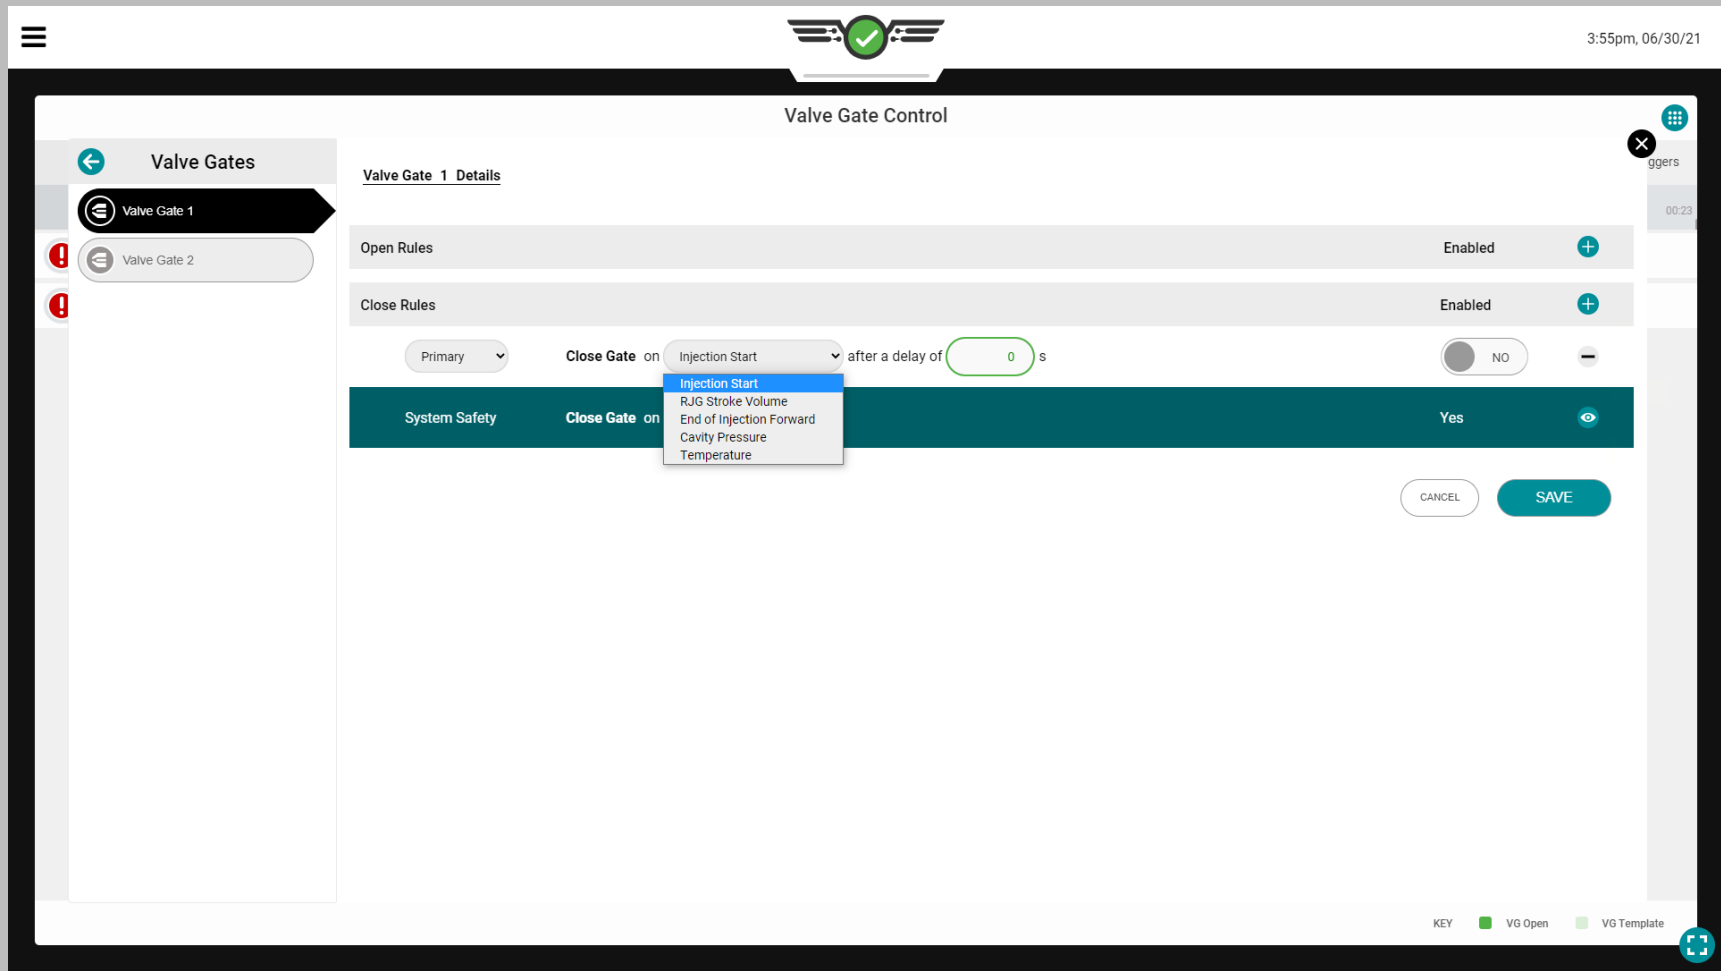 3:55pm, 06/30/21
Valve Gate Control
Valve Gates
Valve Gate 1 Details
ggers
Valve Gate 1
00:23
Open Rules Enabled
Valve Gate 2
Close Rules Enabled
Primary Close Gate on Injection Start after a delay of 0 s NO
Injection Start
RJG Stroke Volume
End of Injection Forward
Cavity Pressure
Temperature
System Safety Close Gate on Yes
CANCEL SAVE
KEY VG Open VG Template